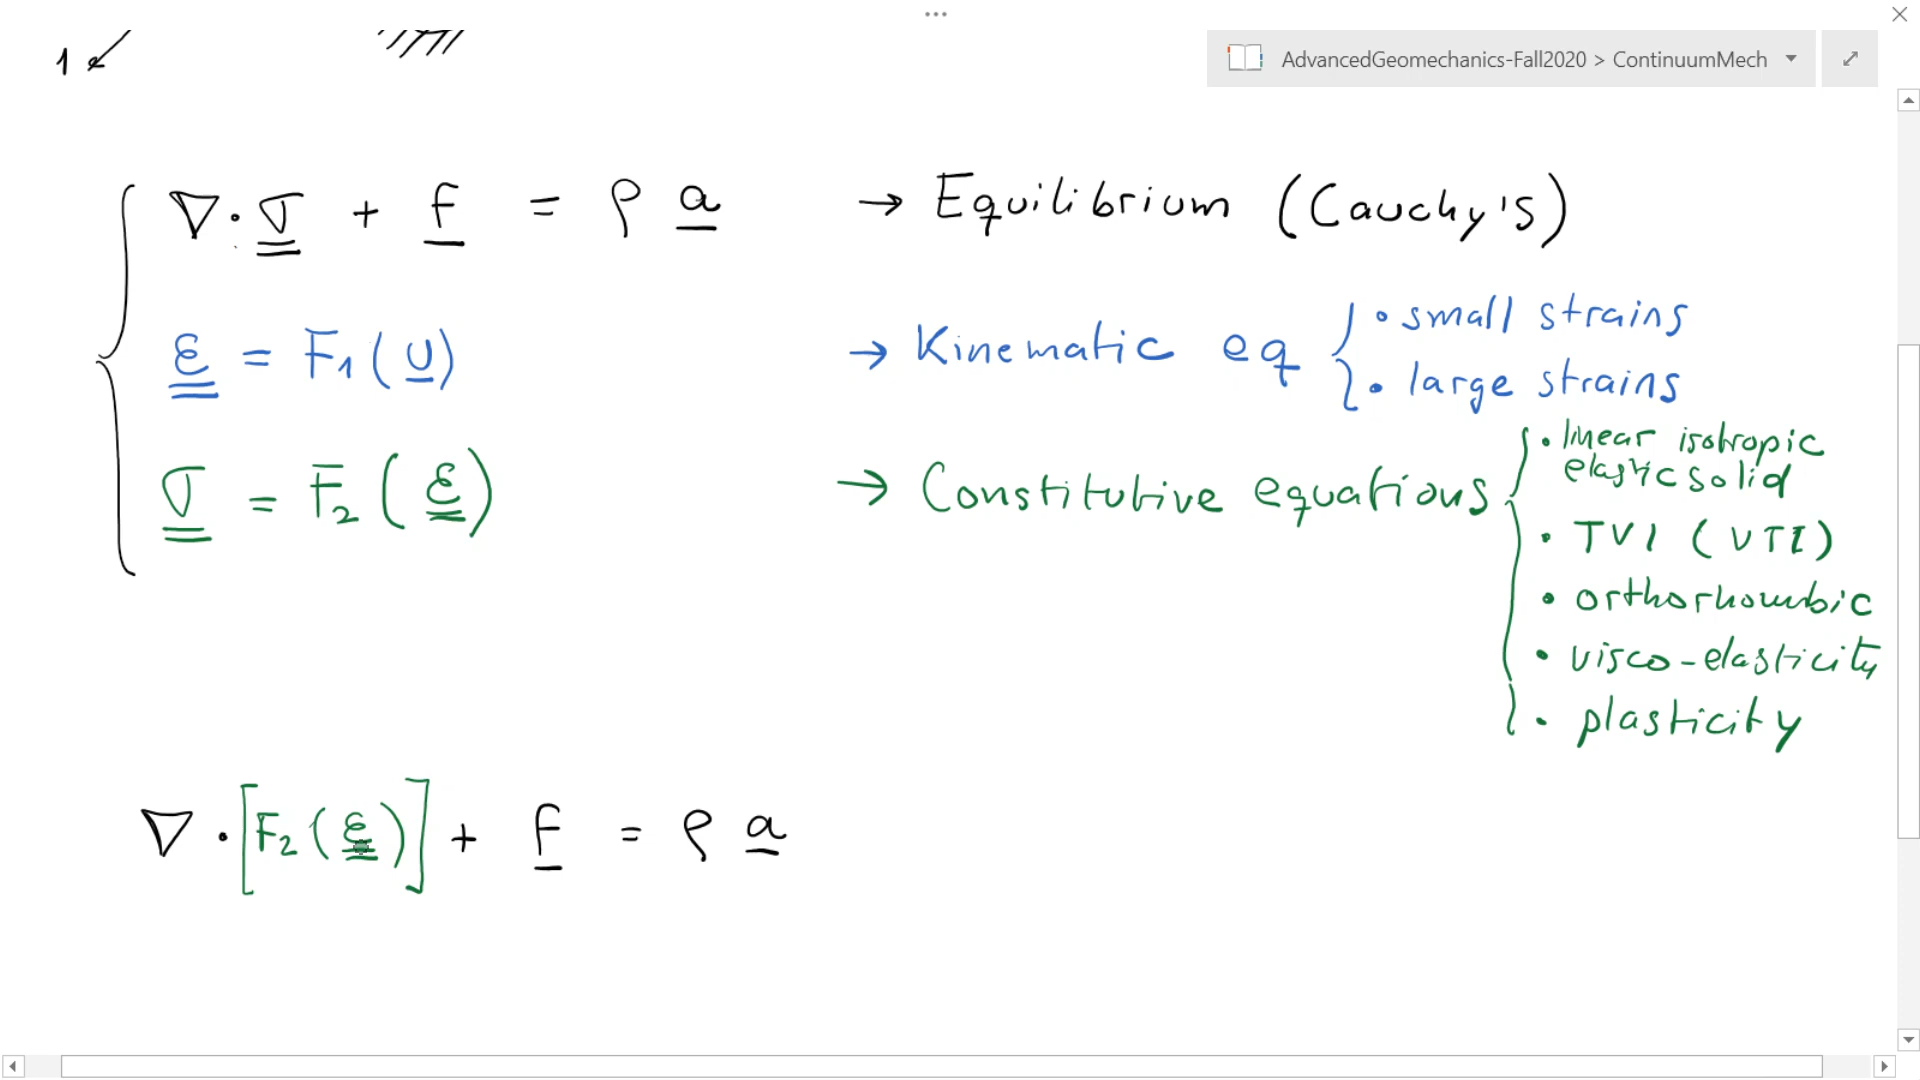 AdvancedGeomechanics-Fall2020 > ContinuumMech
1
∇·σ + f = ρ a → Equilibrium (Cauchy's)
ε = F₁(u) → Kinematic eq { • small strains
• large strains
σ = F₂(ε) → Constitutive equations { • linear isotropic
elastic solid
• TVI (VTI)
• orthorhombic
• visco-elasticity
• plasticity
∇·[F₂(ε)] + f = ρ a